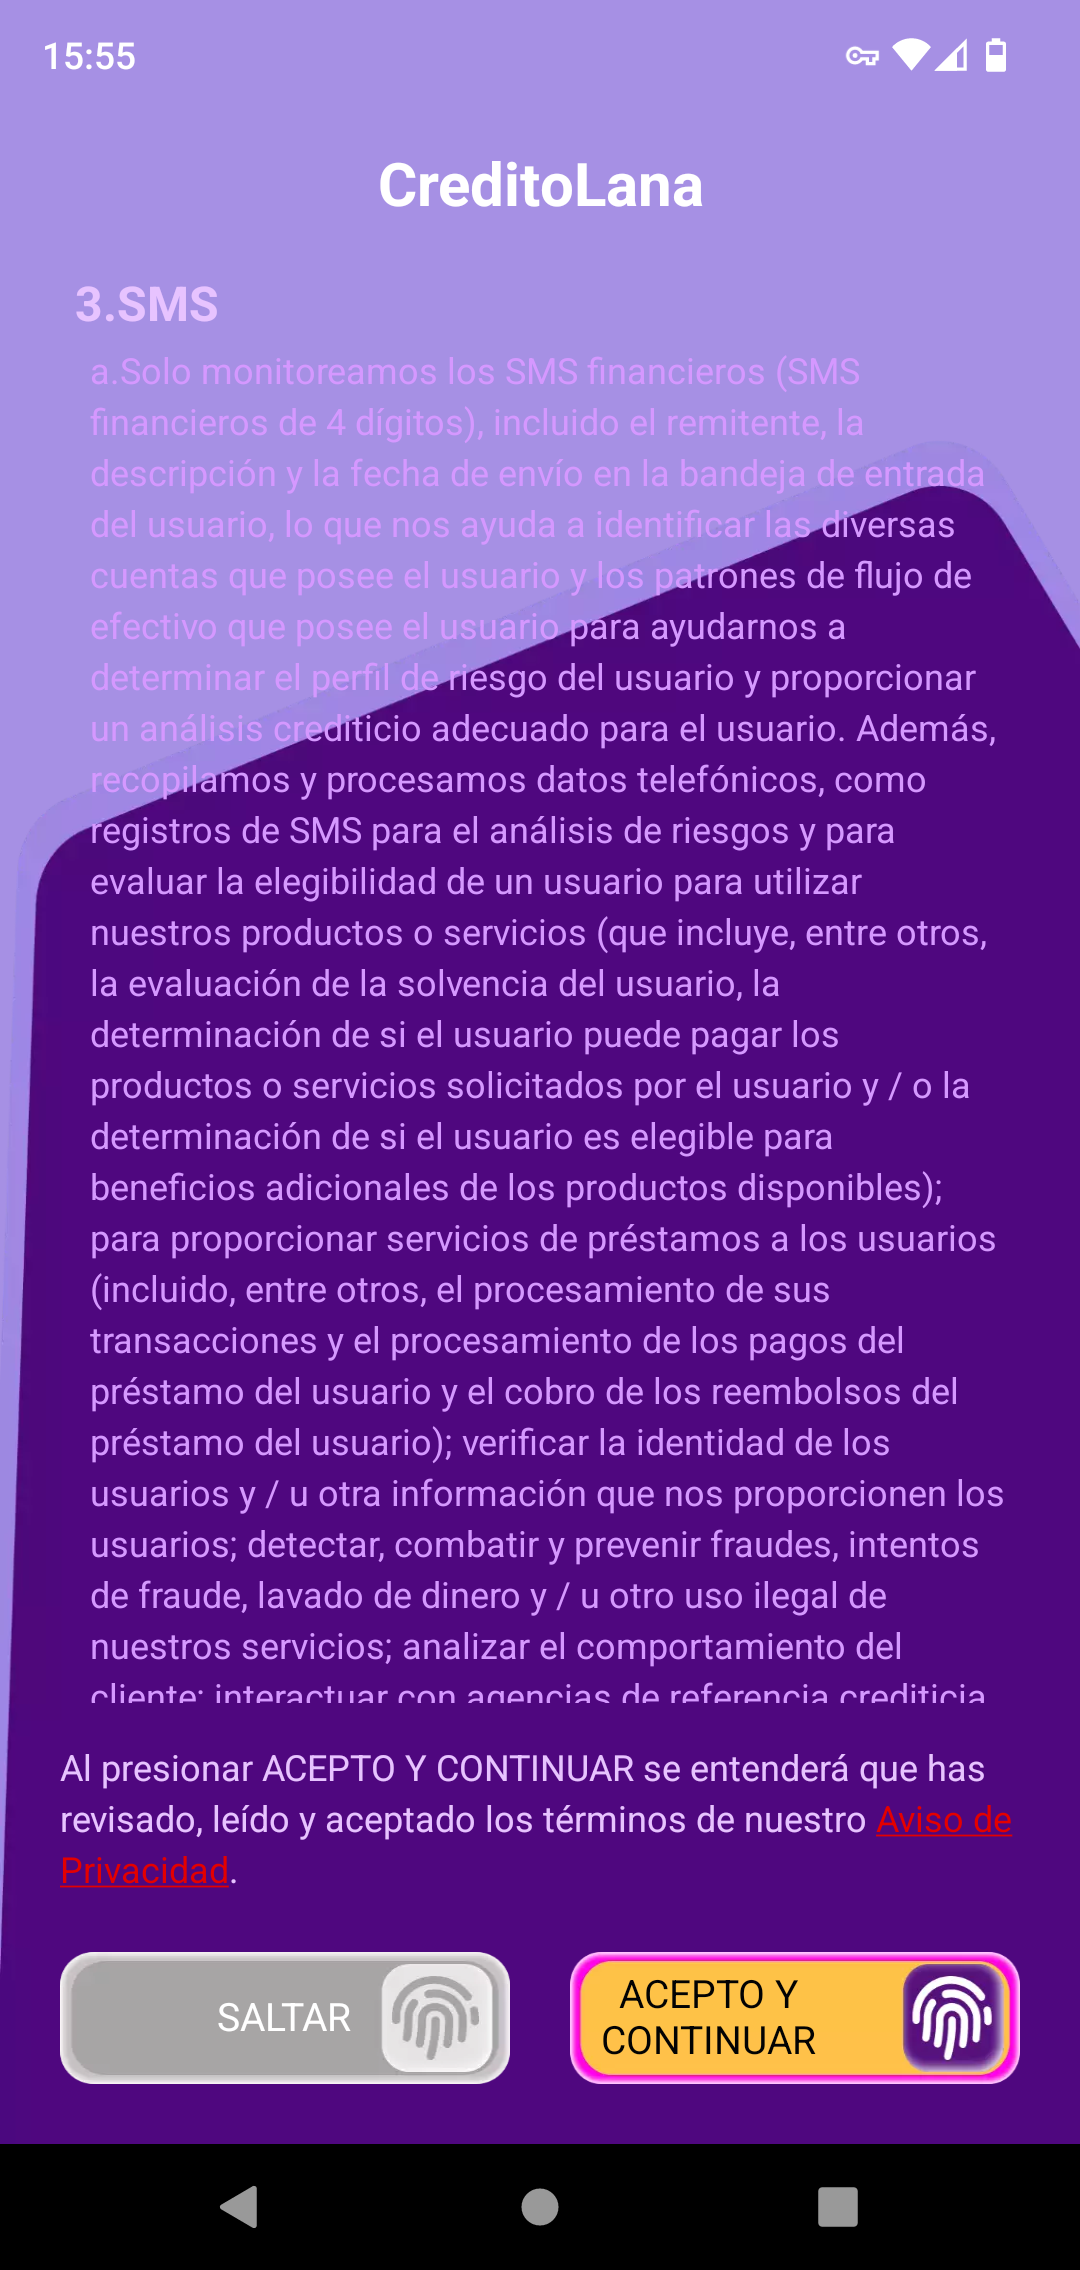 15:55
CreditoLana
3.SMS
a.Solo monitoreamos los SMS financieros (SMS
financieros de 4 dígitos), incluido el remitente, la
descripción y la fecha de envío en la bandeja de entrada
del usuario, lo que nos ayuda a identificar las diversas
cuentas que posee el usuario y los patrones de flujo de
efectivo que posee el usuario para ayudarnos a
determinar el perfil de riesgo del usuario y proporcionar
un análisis crediticio adecuado para el usuario. Además,
recopilamos y procesamos datos telefónicos, como
registros de SMS para el análisis de riesgos y para
evaluar la elegibilidad de un usuario para utilizar
nuestros productos o servicios (que incluye, entre otros,
la evaluación de la solvencia del usuario, la
determinación de si el usuario puede pagar los
productos o servicios solicitados por el usuario y / o la
determinación de si el usuario es elegible para
beneficios adicionales de los productos disponibles);
para proporcionar servicios de préstamos a los usuarios
(incluido, entre otros, el procesamiento de sus
transacciones y el procesamiento de los pagos del
préstamo del usuario y el cobro de los reembolsos del
préstamo del usuario); verificar la identidad de los
usuarios y / u otra información que nos proporcionen los
usuarios; detectar, combatir y prevenir fraudes, intentos
de fraude, lavado de dinero y / u otro uso ilegal de
nuestros servicios; analizar el comportamiento del
cliente; interactuar con agencias de referencia crediticia
Al presionar ACEPTO Y CONTINUAR se entenderá que has
revisado, leído y aceptado los términos de nuestro Aviso de
Privacidad.
SALTAR
ACEPTO Y
CONTINUAR